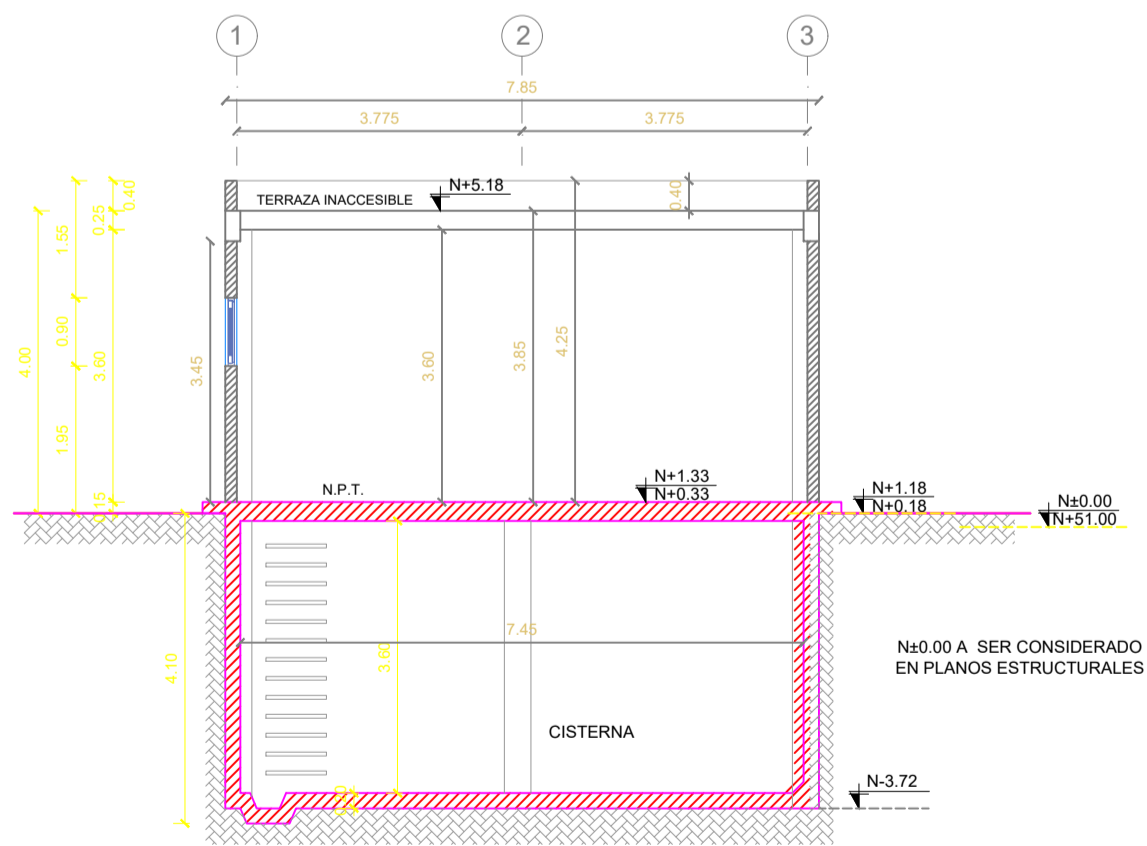 1 2 3
7.85
3.775 3.775
0.40
TERRAZA INACCESIBLE
N+5.18
0.40
0.25
1.55
0.90
3.60
4.00
1.95
0.15
3.45
3.60
3.85
4.25
N.P.T.
N+1.33
N+0.33
N+1.18
N+0.18
N±0.00
N+51.00
7.45
3.60
4.10
N±0.00 A SER CONSIDERADO
EN PLANOS ESTRUCTURALES
CISTERNA
N-3.72